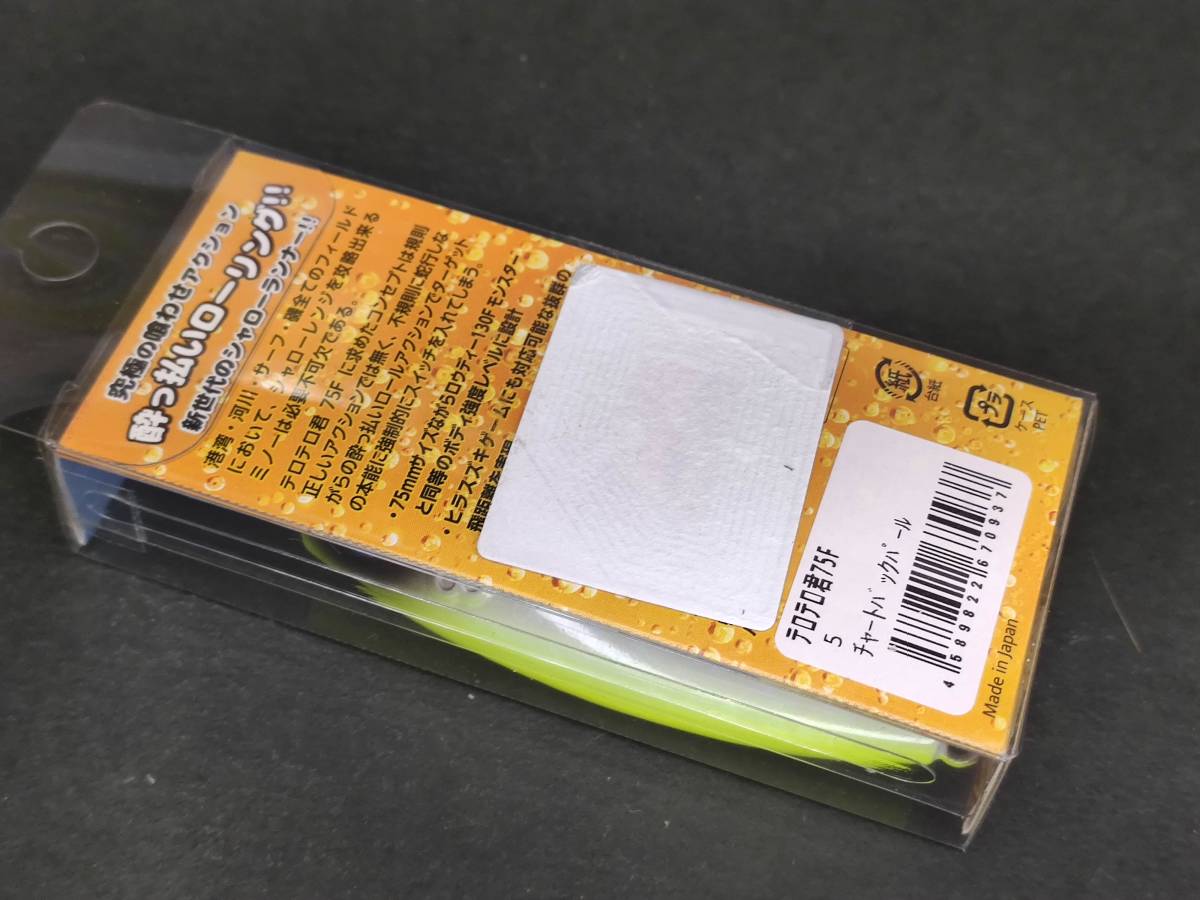 究極の喰わせアクション
酔っ払いローリング!!
新世代のシャローランナー!!
港湾・河川・サーフ・磯全てのフィールド
において、シャローレンジを攻略出来る
ミノーは必要不可欠である。
テロテロ君 75F に求めたコンセプトは規則
正しいアクションでは無く、不規則に蛇行しな
がらの酔っ払いロールアクションでターゲット
の本能に強制的にスイッチを入れてしまう。
・75mmサイズながらロウディー130Fモンスター
と同等のボディ強度レベルに設計
・ヒラスズキゲームにも対応可能な抜群の
飛距離を実現
紙
台紙
プラ
ケース
PET
テロテロ君75F
5
チャートバックパール
4589822670937
Made in Japan